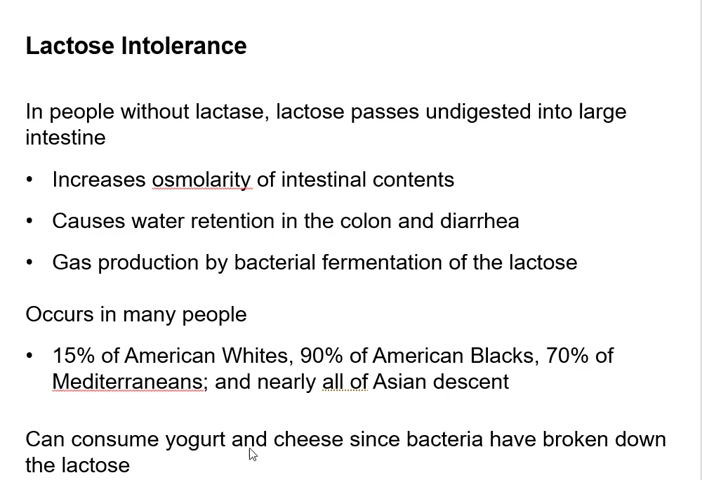 Lactose Intolerance
In people without lactase, lactose passes undigested into large
intestine
• Increases osmolarity of intestinal contents
• Causes water retention in the colon and diarrhea
• Gas production by bacterial fermentation of the lactose
Occurs in many people
• 15% of American Whites, 90% of American Blacks, 70% of
Mediterraneans; and nearly all of Asian descent
Can consume yogurt and cheese since bacteria have broken down
the lactose